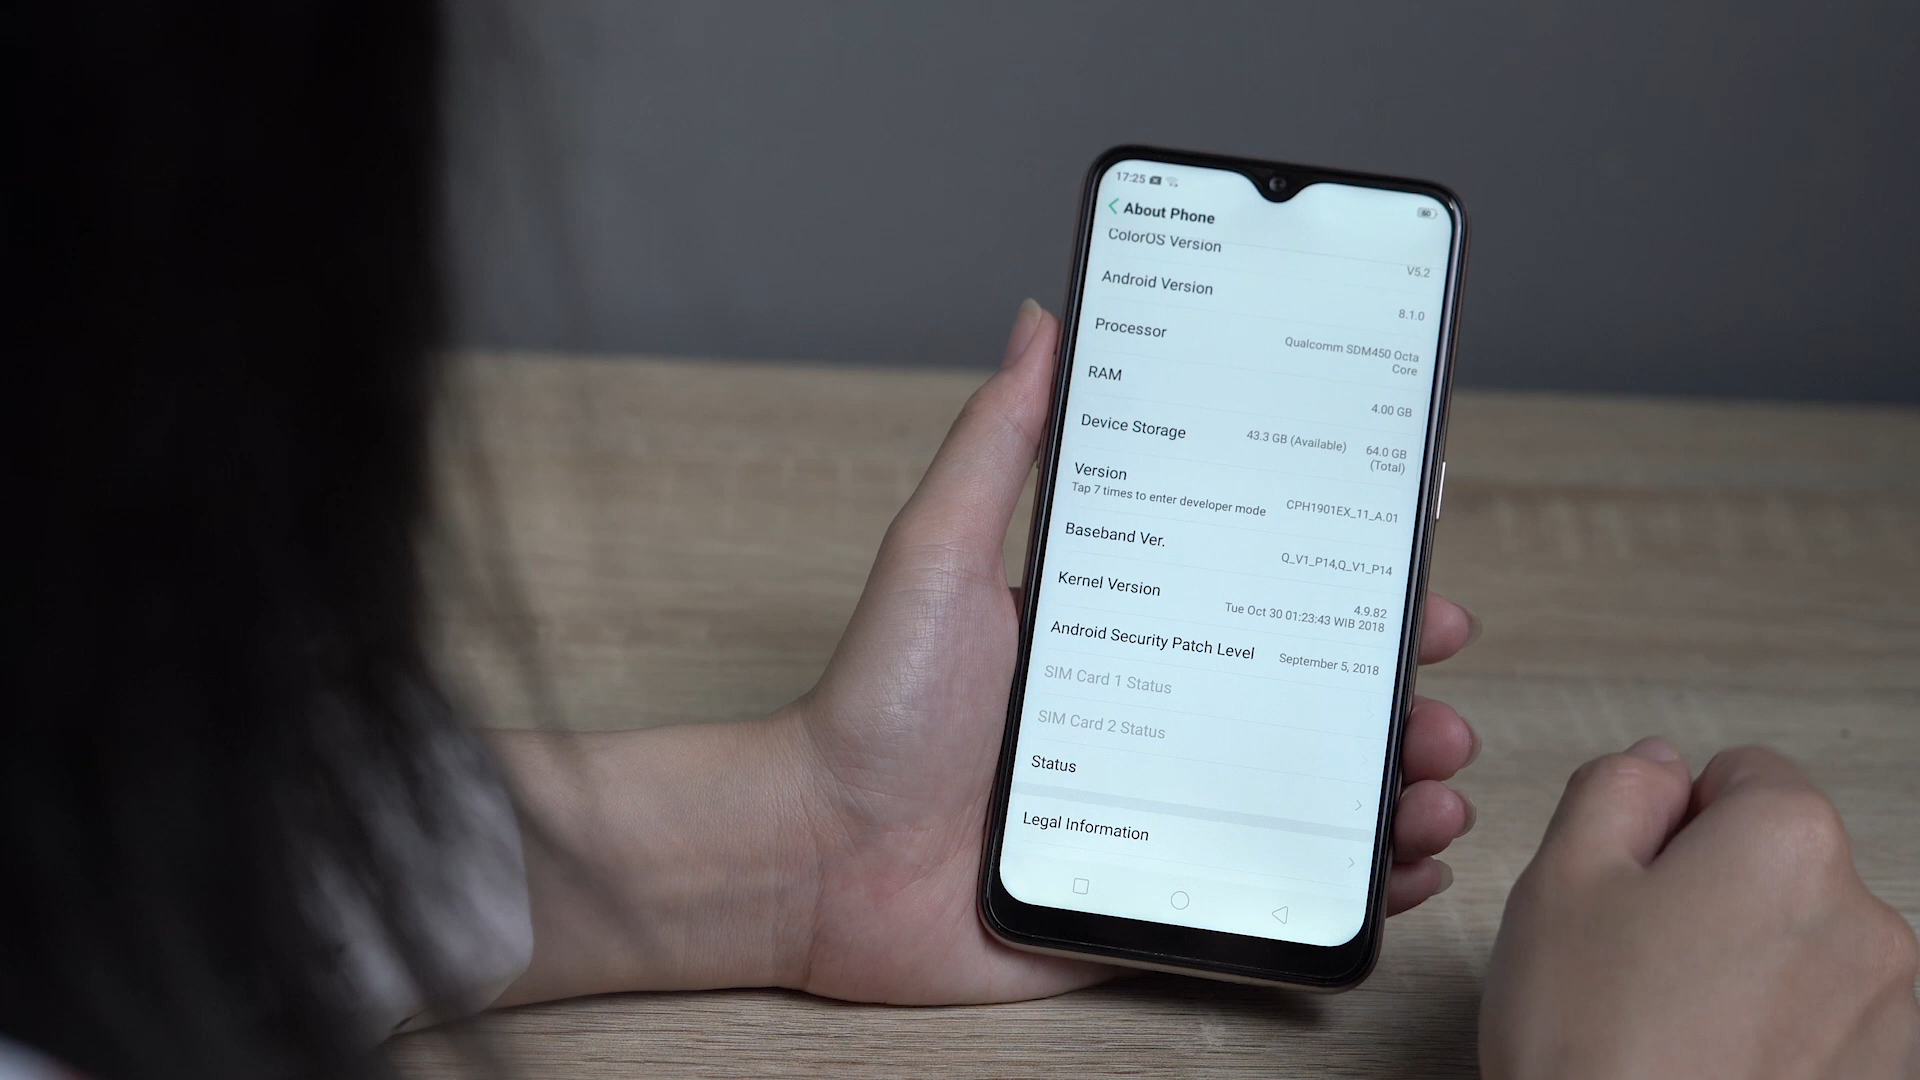 17:25
60
About Phone
ColorOS Version
V5.2
Android Version
8.1.0
Processor
Qualcomm SDM450 Octa
Core
RAM
4.00 GB
Device Storage
43.3 GB (Available)
64.0 GB
(Total)
Version
Tap 7 times to enter developer mode
CPH1901EX_11_A.01
Baseband Ver.
Q_V1_P14,Q_V1_P14
Kernel Version
4.9.82
Tue Oct 30 01:23:43 WIB 2018
Android Security Patch Level
September 5, 2018
SIM Card 1 Status
SIM Card 2 Status
Status
Legal Information